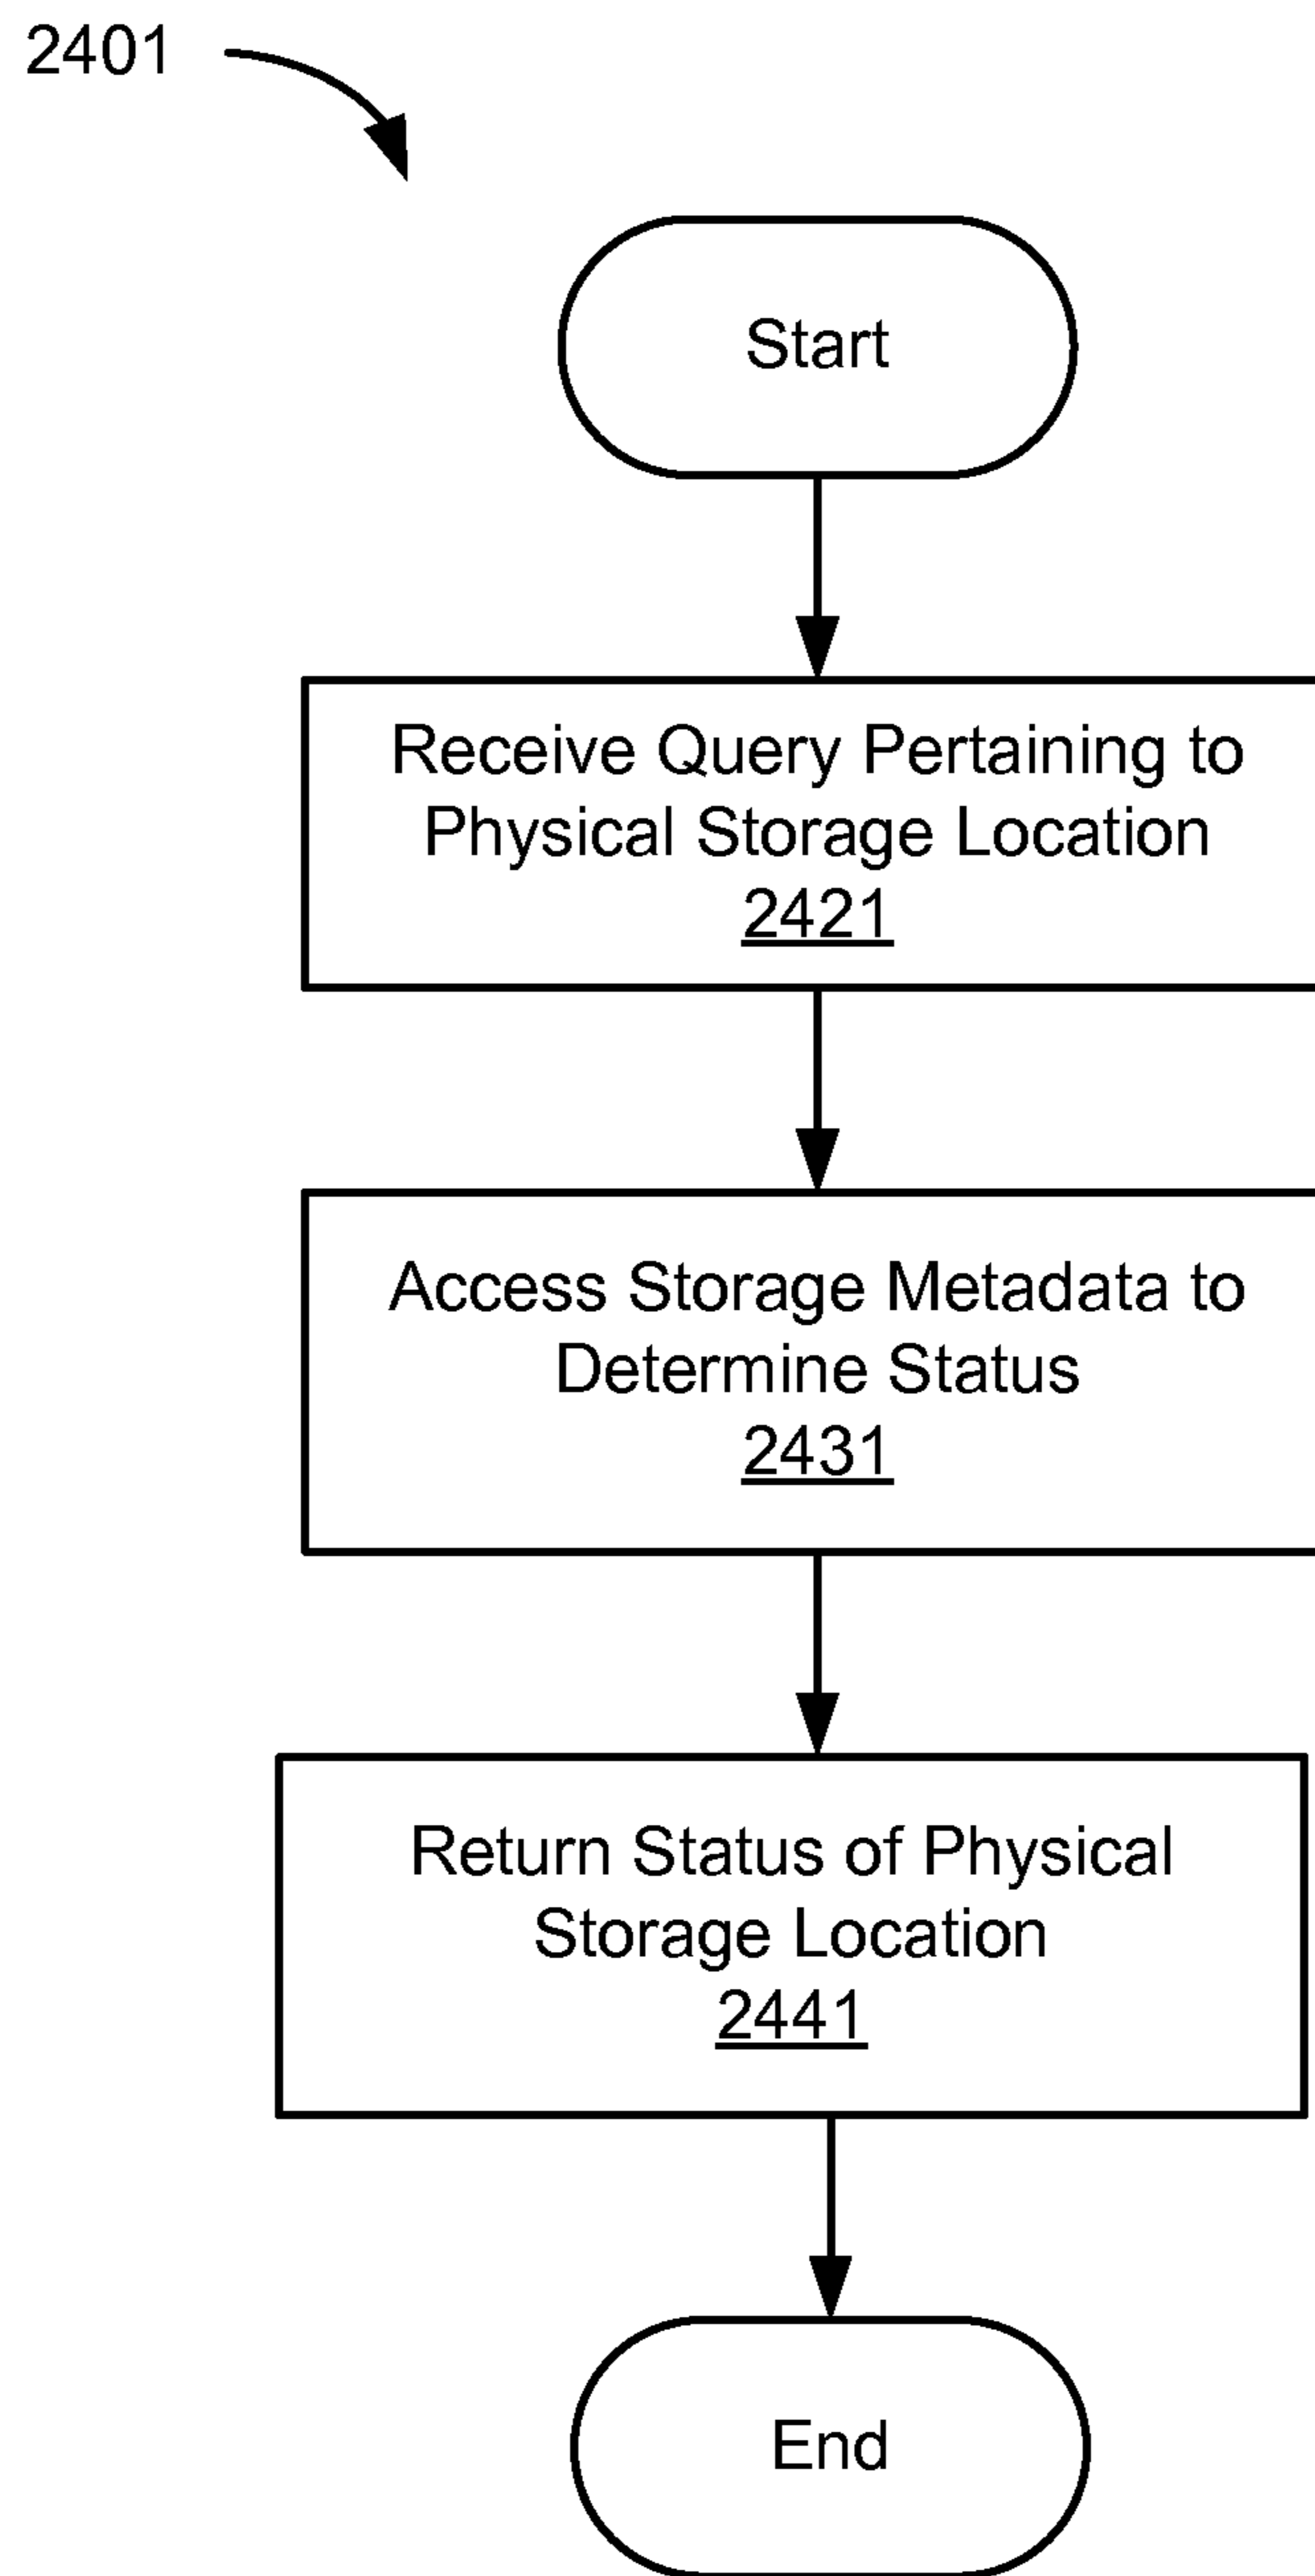 2401
Start
Receive Query Pertaining to
Physical Storage Location
2421
Access Storage Metadata to
Determine Status
2431
Return Status of Physical
Storage Location
2441
End